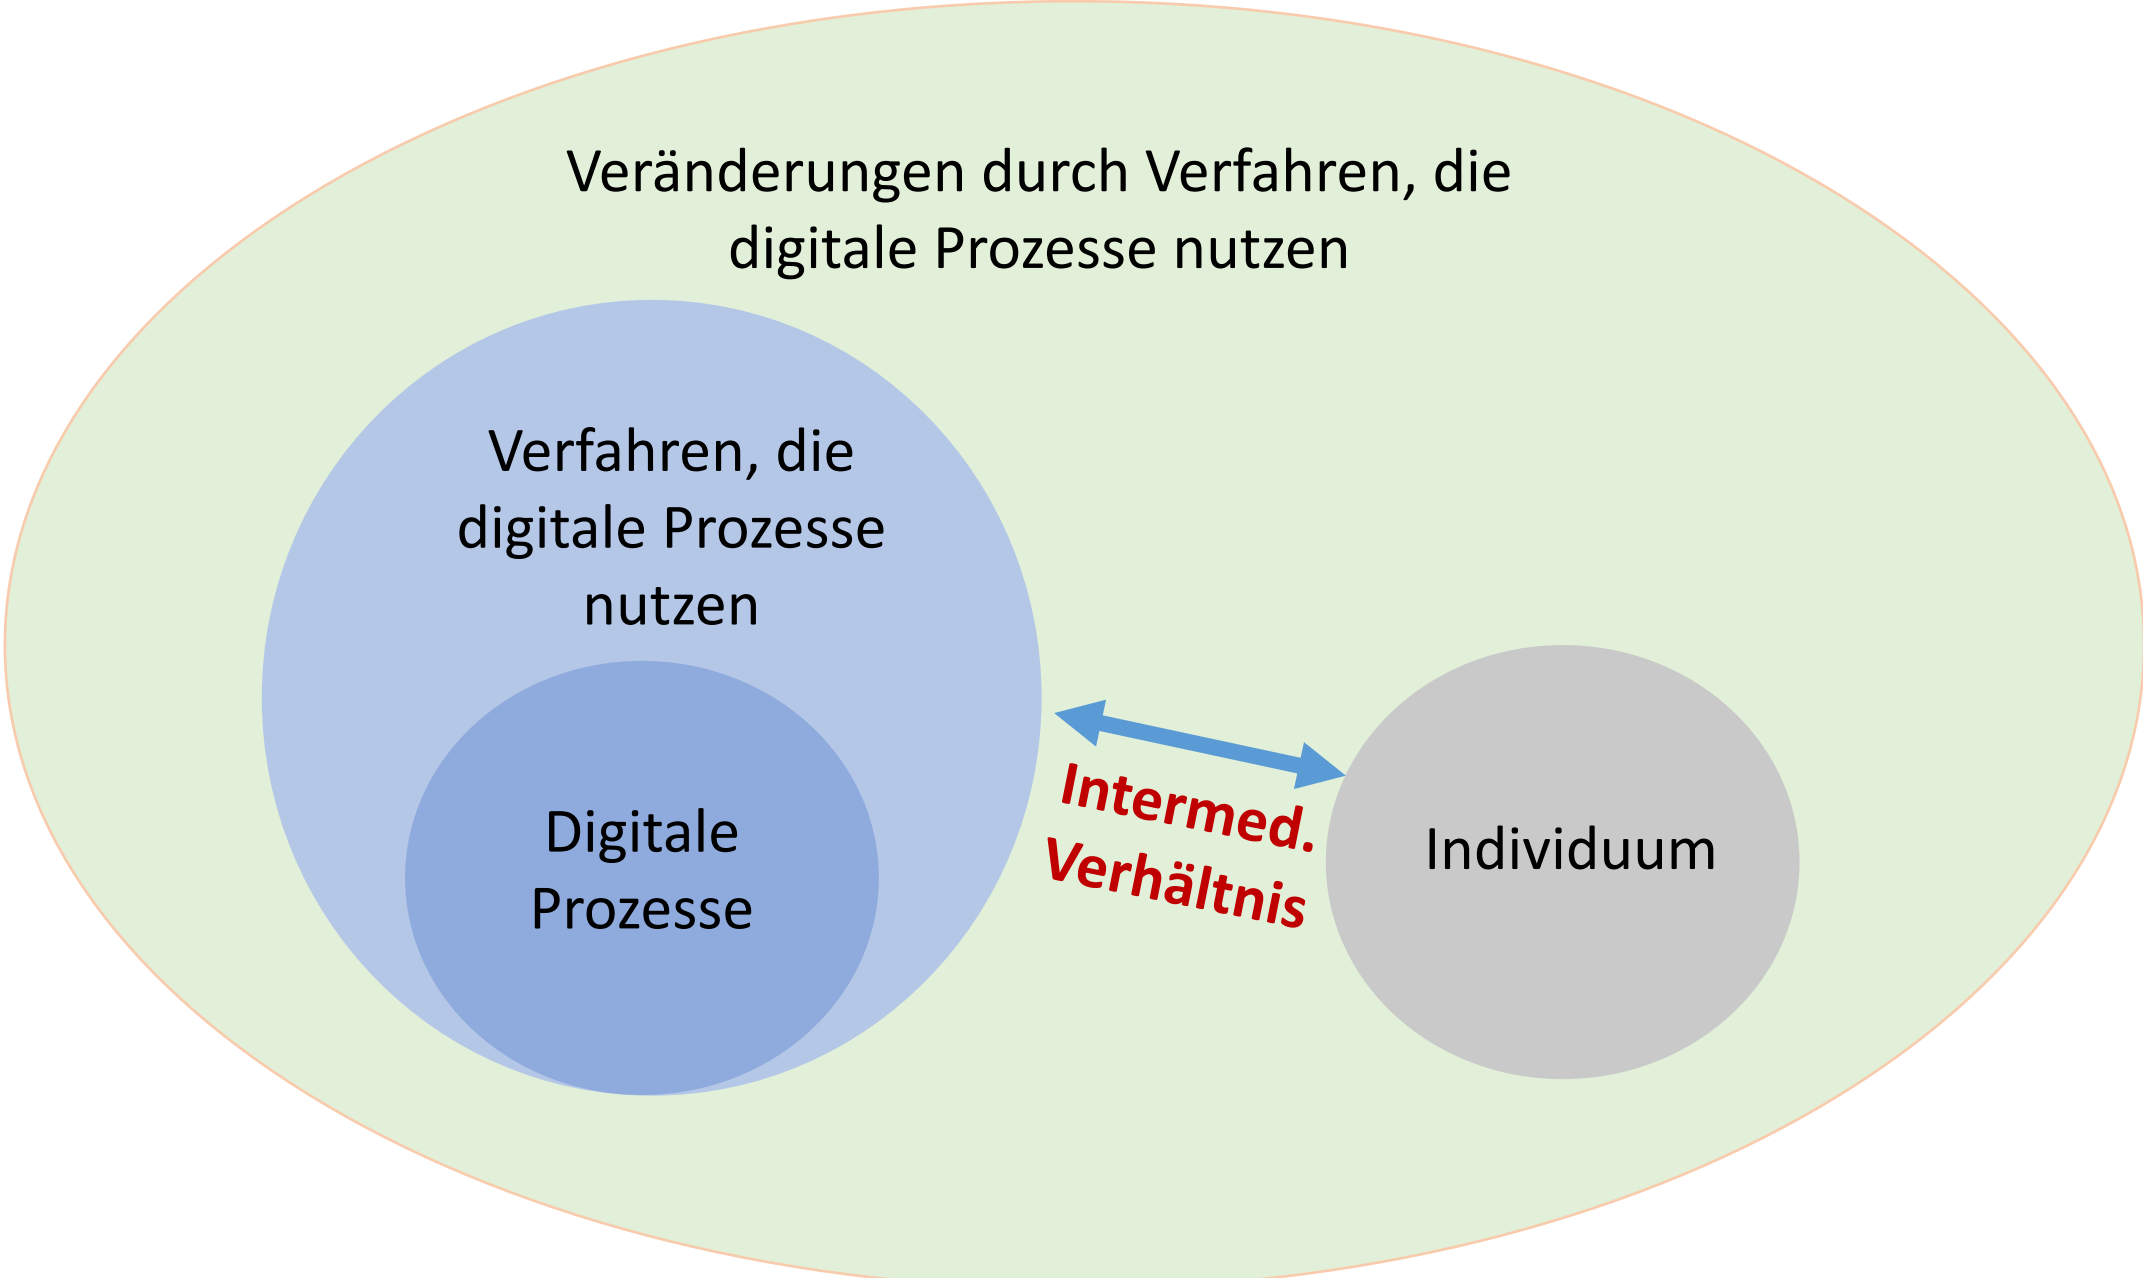 Veränderungen durch Verfahren, die
digitale Prozesse nutzen
Verfahren, die
digitale Prozesse
nutzen
Digitale
Prozesse
Intermed.
Verhältnis
Individuum